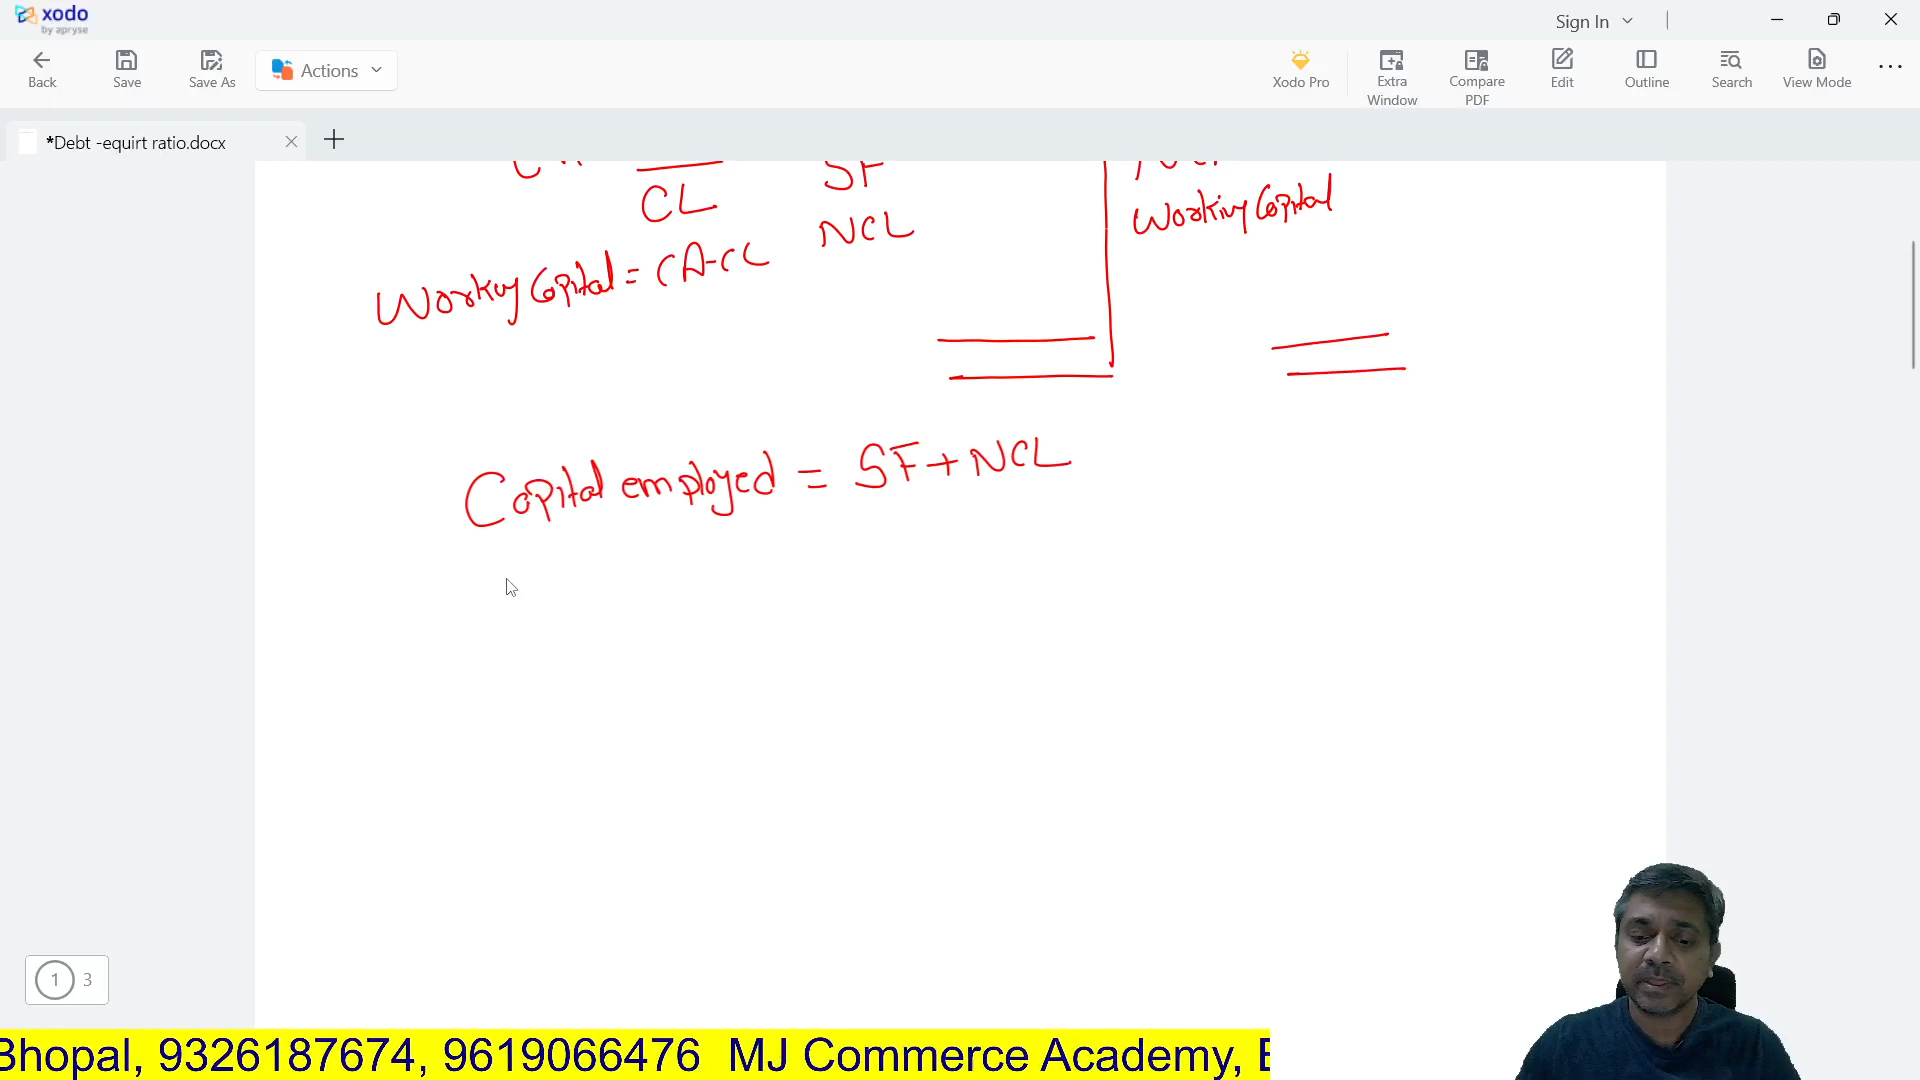 xodo
by apryse
Sign In
Back
Save
Save As
Actions
Xodo Pro
Extra Window
Compare PDF
Edit
Outline
Search
View Mode
*Debt -equirt ratio.docx
CL
SF
NCL
Working Capital
Working Capital = CA-CL
Capital employed = SF+NCL
1 3
Bhopal, 9326187674, 9619066476 MJ Commerce Academy,